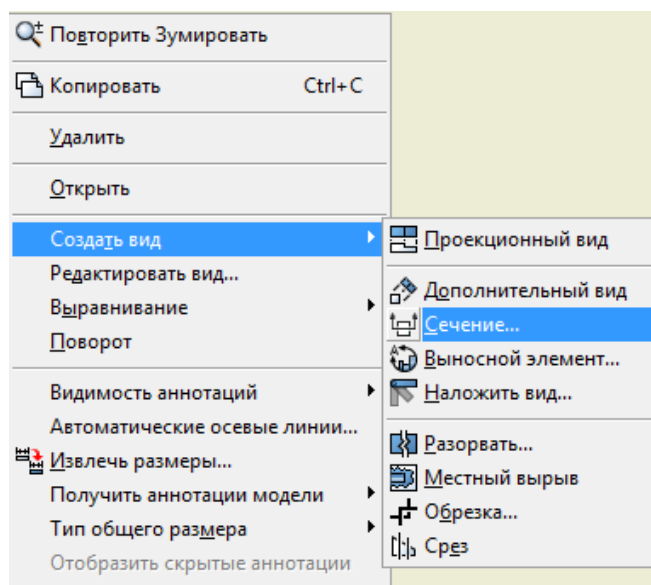 Повторить Зумировать
Копировать Ctrl+C
Удалить
Открыть
Создать вид
Редактировать вид...
Выравнивание
Поворот
Видимость аннотаций
Автоматические осевые линии...
Извлечь размеры...
Получить аннотации модели
Тип общего размера
Отобразить скрытые аннотации
Проекционный вид
Дополнительный вид
Сечение...
Выносной элемент...
Наложить вид...
Разорвать...
Местный вырыв
Обрезка...
Срез